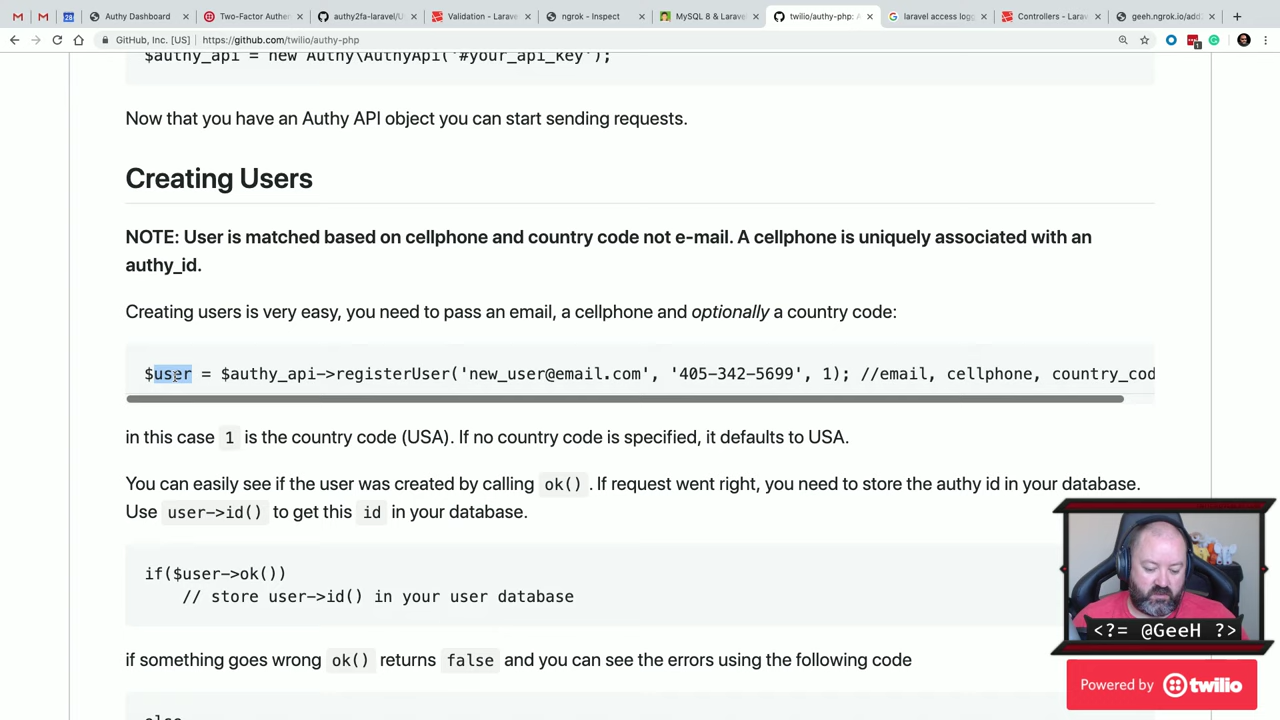 Authy Dashboard
Two-Factor Auther
authy2fa-laravel/U
Validation - Larave
ngrok - Inspect
MySQL 8 & Laravel
twilio/authy-php: A
laravel access logg
Controllers - Lara
geeh.ngrok.io/add
28
GitHub, Inc. [US] | https://github.com/twilio/authy-php
1
$authy_api = new Authy\AuthyApi('#your_api_key');
Now that you have an Authy API object you can start sending requests.
Creating Users
NOTE: User is matched based on cellphone and country code not e-mail. A cellphone is uniquely associated with an
authy_id.
Creating users is very easy, you need to pass an email, a cellphone and optionally a country code:
$user = $authy_api->registerUser('new_user@email.com', '405-342-5699', 1); //email, cellphone, country_cod
in this case 1 is the country code (USA). If no country code is specified, it defaults to USA.
You can easily see if the user was created by calling ok() . If request went right, you need to store the authy id in your database.
Use user->id() to get this id in your database.
if($user->ok())
// store user->id() in your user database
if something goes wrong ok() returns false and you can see the errors using the following code
else
<?= @GeeH ?>
Powered by twilio